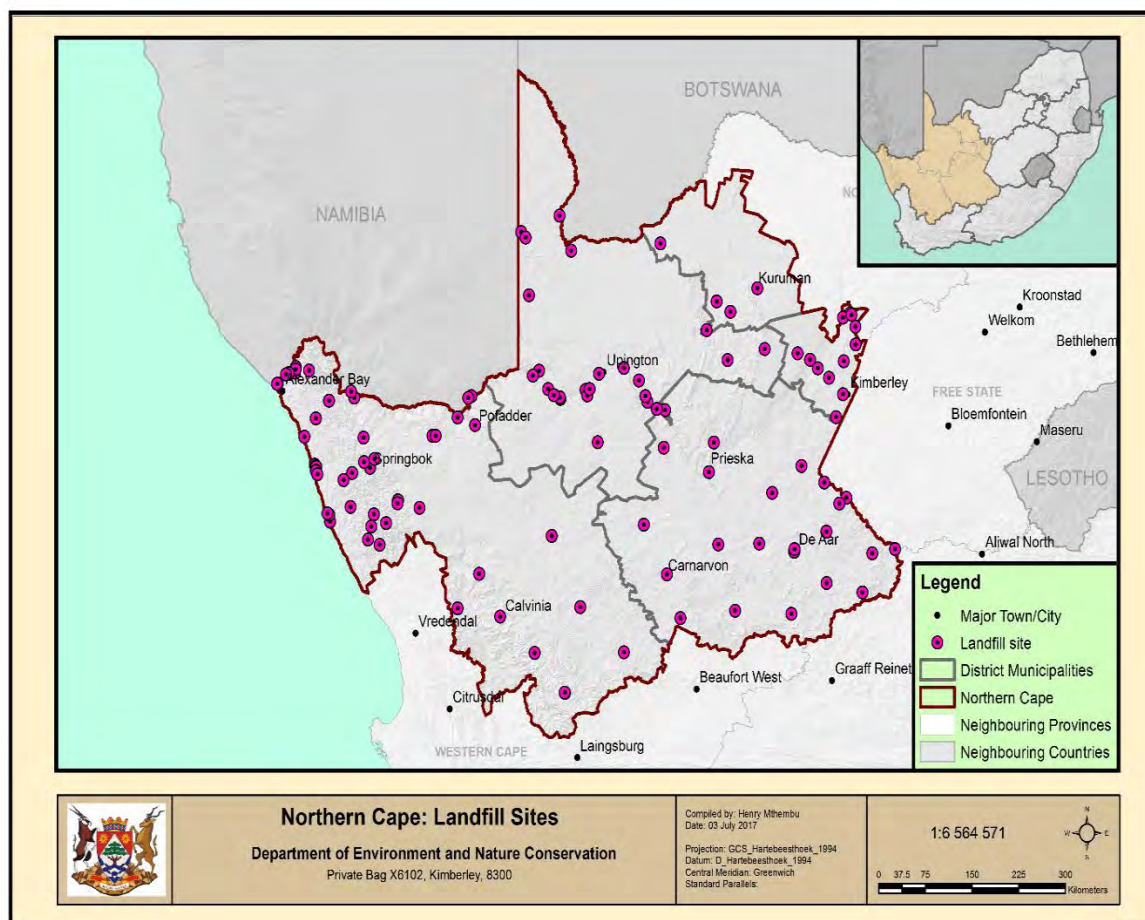 BOTSWANA
NAMIBIA
NO
Kuruman
Kroonstad
Welkom
Bethlehem
Upington
Alexander Bay
Kimberley
Pofadder
FREE STATE
Bloemfontein
Maseru
Springbok
Prieska
LESOTHO
De Aar
Aliwal North
Carnarvon
Calvinia
Vredendal
Beaufort West
Graaff Reinet
Citrusdal
WESTERN CAPE
Laingsburg
Legend
Major Town/City
Landfill site
District Municipalities
Northern Cape
Neighbouring Provinces
Neighbouring Countries
Northern Cape: Landfill Sites
Department of Environment and Nature Conservation
Private Bag X6102, Kimberley, 8300
Compiled by: Henry Mthembu
Date: 03 July 2017
Projection: GCS_Hartebeesthoek_1994
Datum: D_Hartebeesthoek_1994
Central Meridian: Greenwich
Standard Parallels:
1:6 564 571
N
W E
S
0 37.5 75 150 225 300
Kilometers